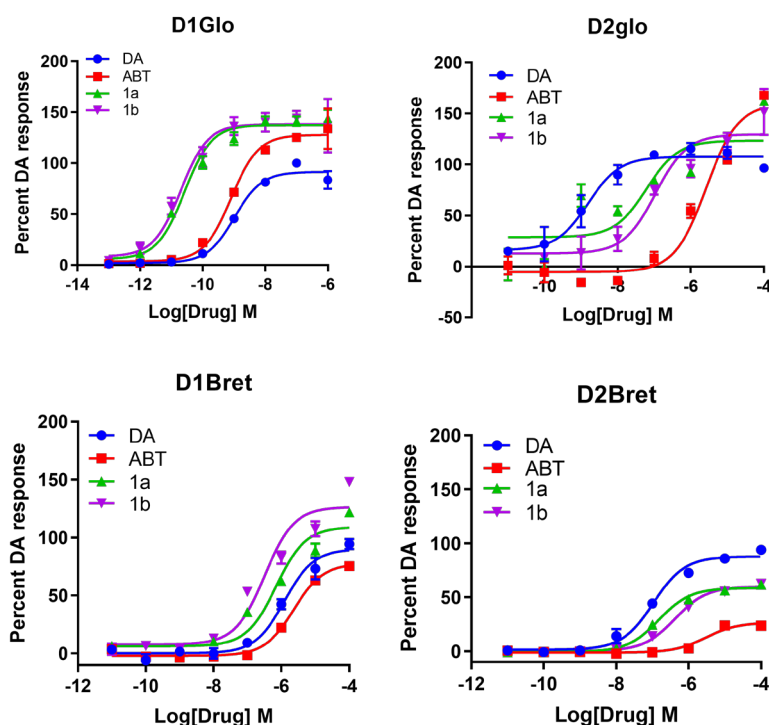 D1Glo
Percent DA response
200
150
100
50
0
DA
ABT
1a
1b
-14
-12
-10
-8
-6
Log[Drug] M
D2glo
Percent DA response
200
150
100
50
0
-50
DA
ABT
1a
1b
-10
-8
-6
-4
Log[Drug] M
D1Bret
Percent DA response
200
150
100
50
0
DA
ABT
1a
1b
-12
-10
-8
-6
-4
Log[Drug] M
D2Bret
Percent DA response
200
150
100
50
0
DA
ABT
1a
1b
-12
-10
-8
-6
-4
Log[Drug] M